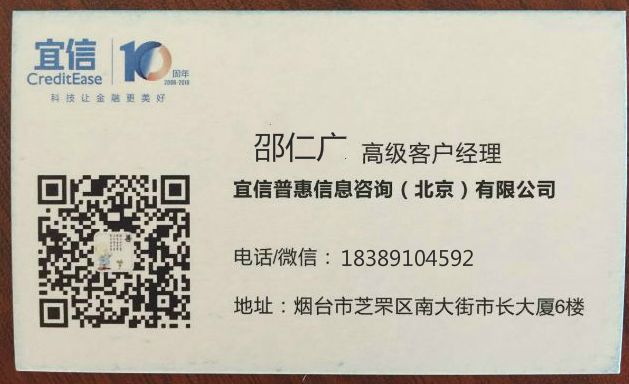 宜信
CreditEase
10
周年
2006-2016
科技让金融更美好
邵仁广 高级客户经理
宜信普惠信息咨询（北京）有限公司
电话/微信：18389104592
地址：烟台市芝罘区南大街市长大厦6楼